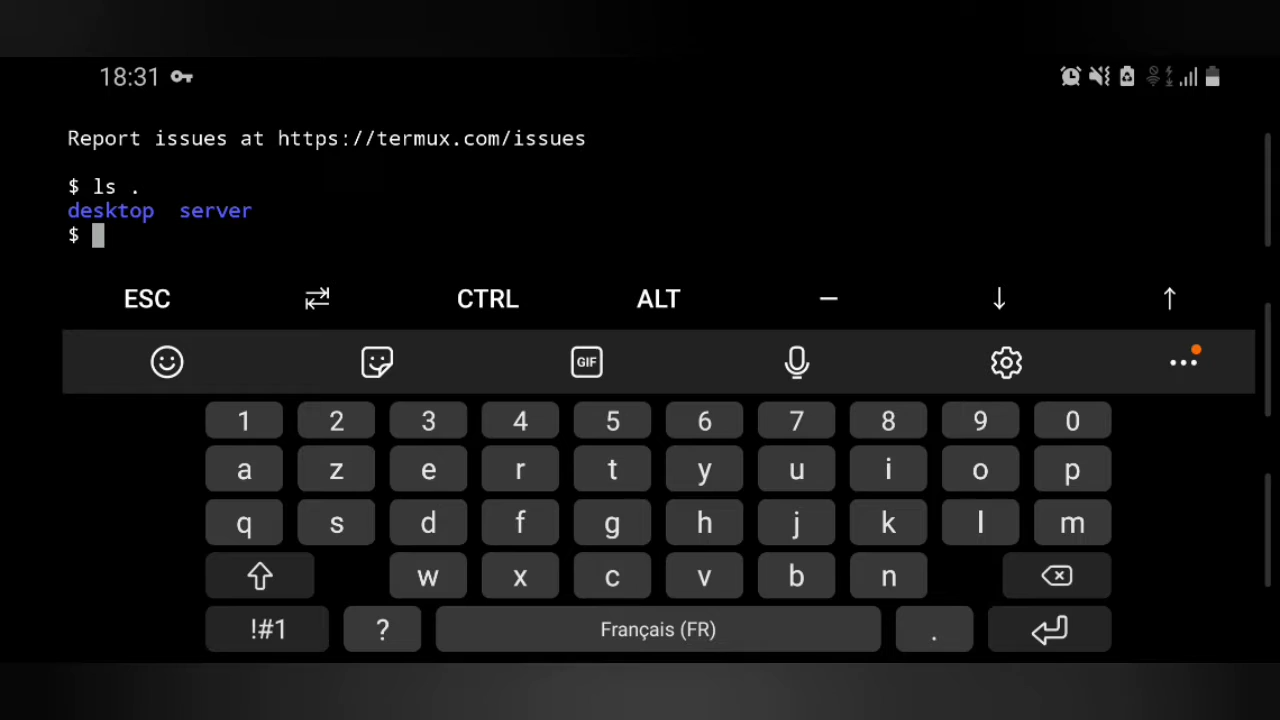 18:31
Report issues at https://termux.com/issues
$ ls .
desktop server
$
ESC CTRL ALT —
GIF
1 2 3 4 5 6 7 8 9 0
a z e r t y u i o p
q s d f g h j k l m
w x c v b n
!#1 ? Français (FR) .